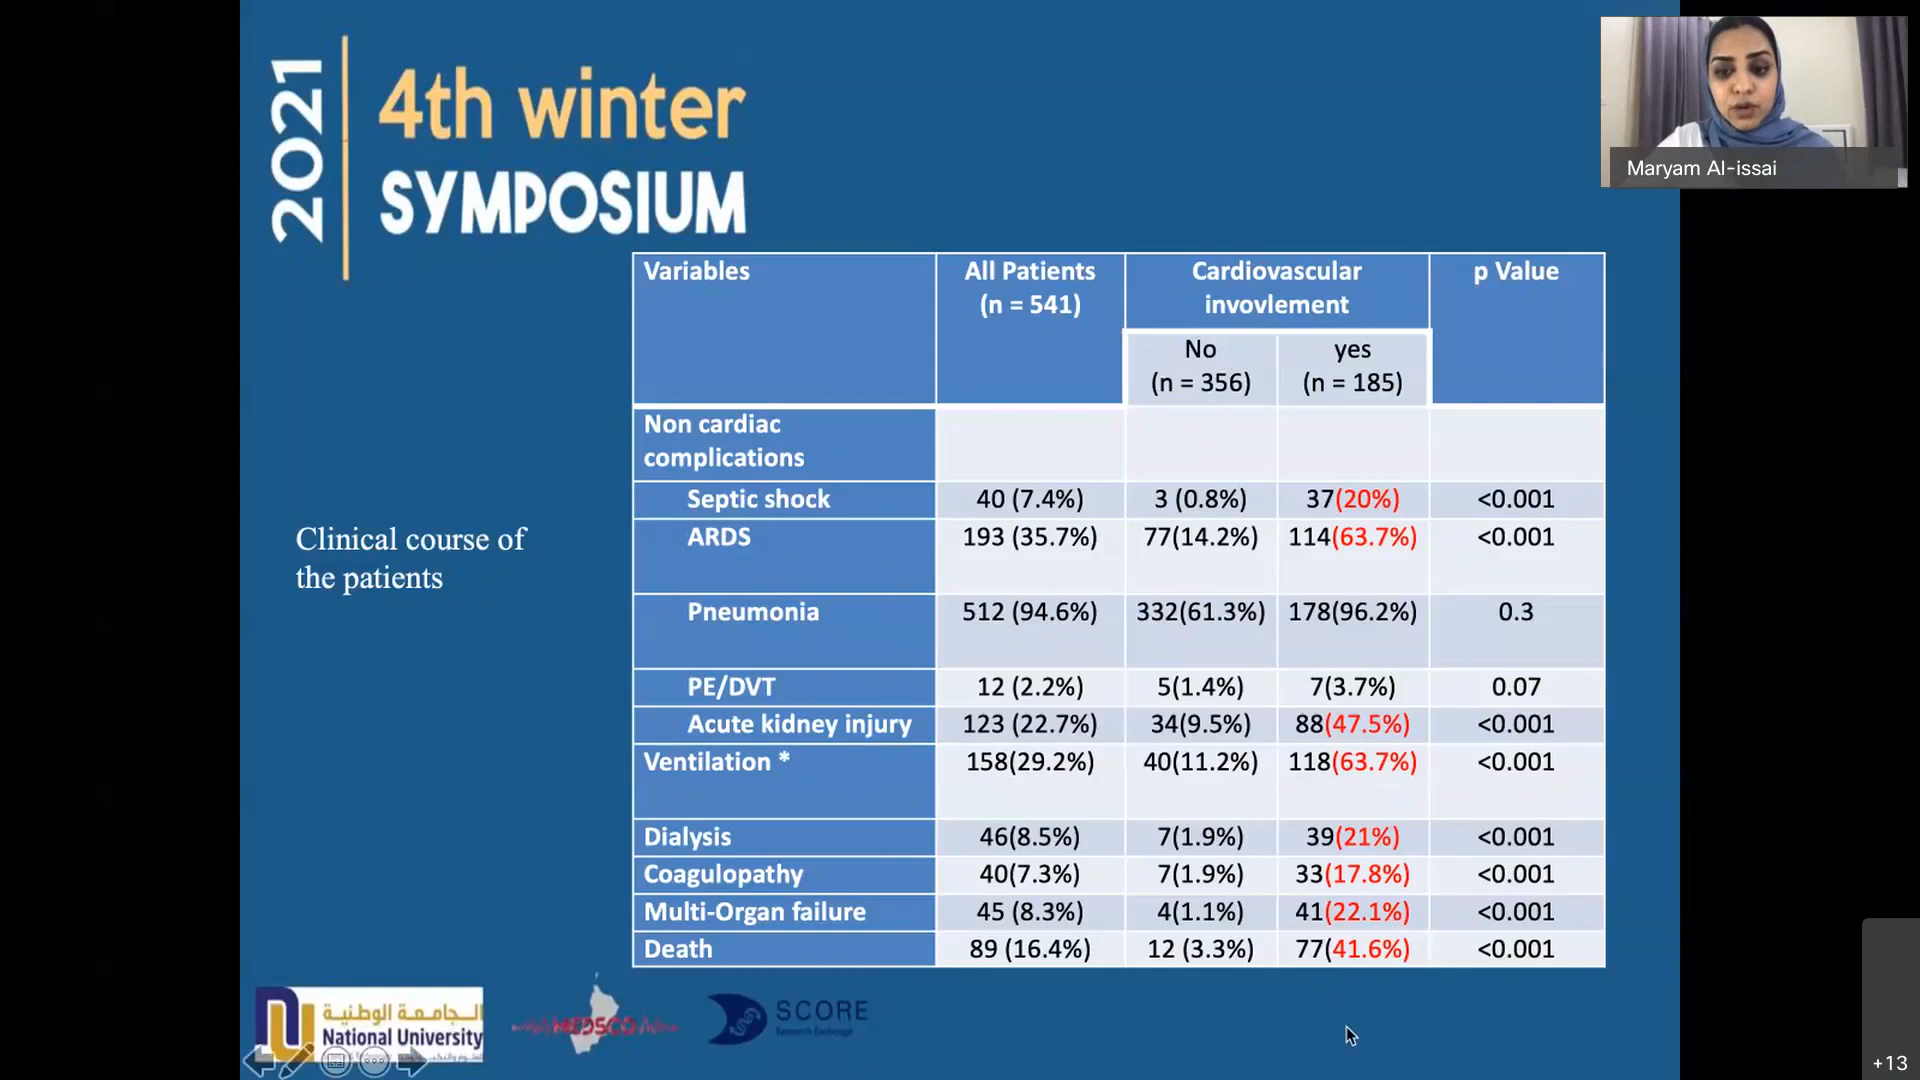 2021
4th winter
SYMPOSIUM
Maryam Al-issai
Clinical course of
the patients
Variables
All Patients
(n = 541)
Cardiovascular
invovlement
p Value
No
(n = 356)
yes
(n = 185)
Non cardiac
complications
Septic shock 40 (7.4%) 3 (0.8%) 37(20%) <0.001
ARDS 193 (35.7%) 77(14.2%) 114(63.7%) <0.001
Pneumonia 512 (94.6%) 332(61.3%) 178(96.2%) 0.3
PE/DVT 12 (2.2%) 5(1.4%) 7(3.7%) 0.07
Acute kidney injury 123 (22.7%) 34(9.5%) 88(47.5%) <0.001
Ventilation * 158(29.2%) 40(11.2%) 118(63.7%) <0.001
Dialysis 46(8.5%) 7(1.9%) 39(21%) <0.001
Coagulopathy 40(7.3%) 7(1.9%) 33(17.8%) <0.001
Multi-Organ failure 45 (8.3%) 4(1.1%) 41(22.1%) <0.001
Death 89 (16.4%) 12 (3.3%) 77(41.6%) <0.001
الجامعة الوطنية
National University
MEDSCO
SCORE
Research Exchange
+13